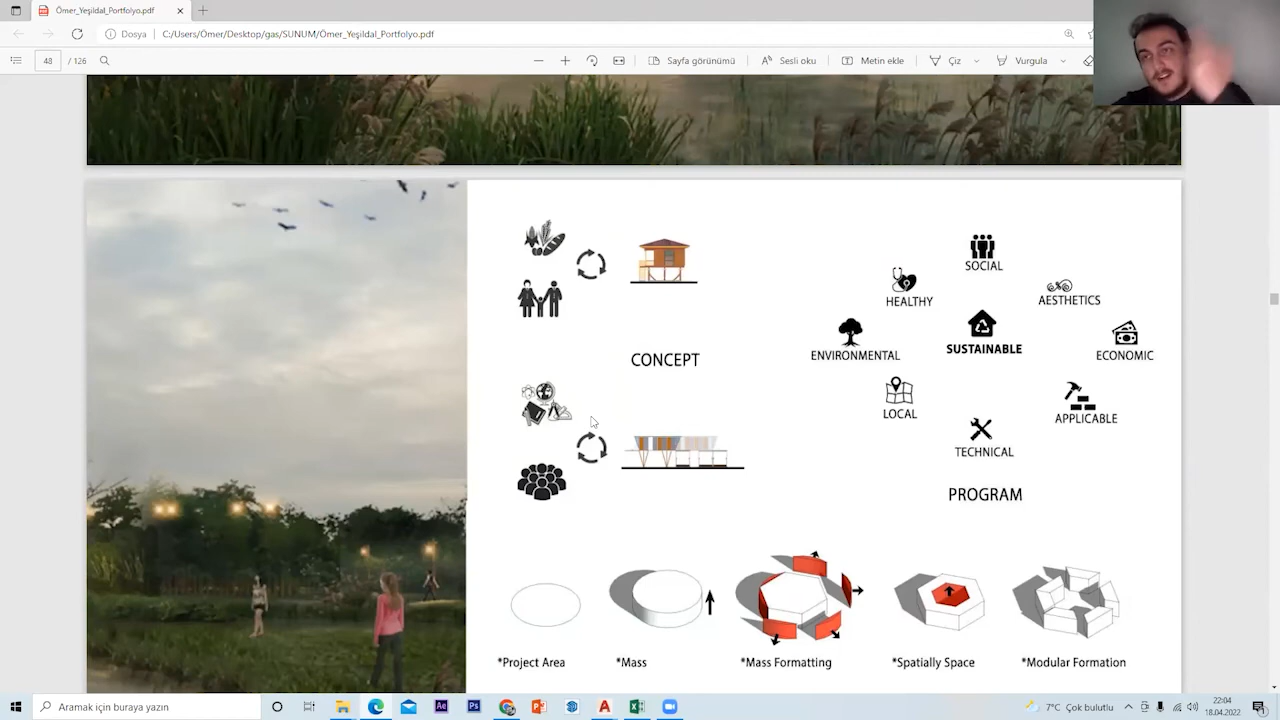 Ömer_Yeşildal_Portfolyo.pdf
Dosya
C:/Users/Ömer/Desktop/gas/SUNUM/Ömer_Yeşildal_Portfolyo.pdf
48 / 126
Sayfa görünümü
Sesli oku
Metin ekle
Çiz
Vurgula
SOCIAL
HEALTHY
AESTHETICS
SUSTAINABLE
ENVIRONMENTAL
ECONOMIC
CONCEPT
LOCAL
APPLICABLE
TECHNICAL
PROGRAM
*Project Area
*Mass
*Mass Formatting
*Spatially Space
*Modular Formation
Aramak için buraya yazın
Ae
Ps
7°C Çok bulutlu
22:04
18.04.2022